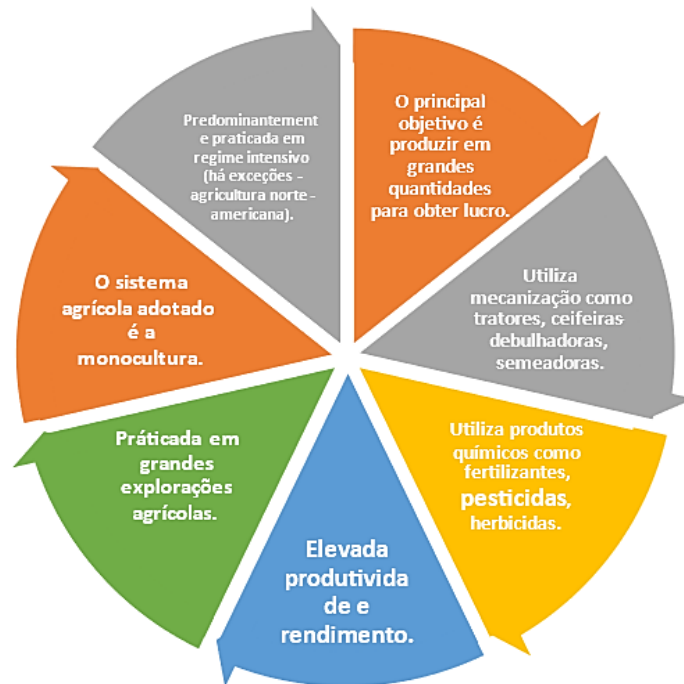 O principal
objetivo é
produzir em
grandes
quantidades
para obter lucro.
Utiliza
mecanização como
tratores, ceifeiras-
debulhadoras,
semeadoras.
Utiliza produtos
químicos como
fertilizantes,
pesticidas,
herbicidas.
Elevada
produtivida
de e
rendimento.
Práticada em
grandes
explorações
agrícolas.
O sistema
agrícola adotado
é a
monocultura.
Predominantement
e praticada em
regime intensivo
(há exceções -
agricultura norte-
americana).